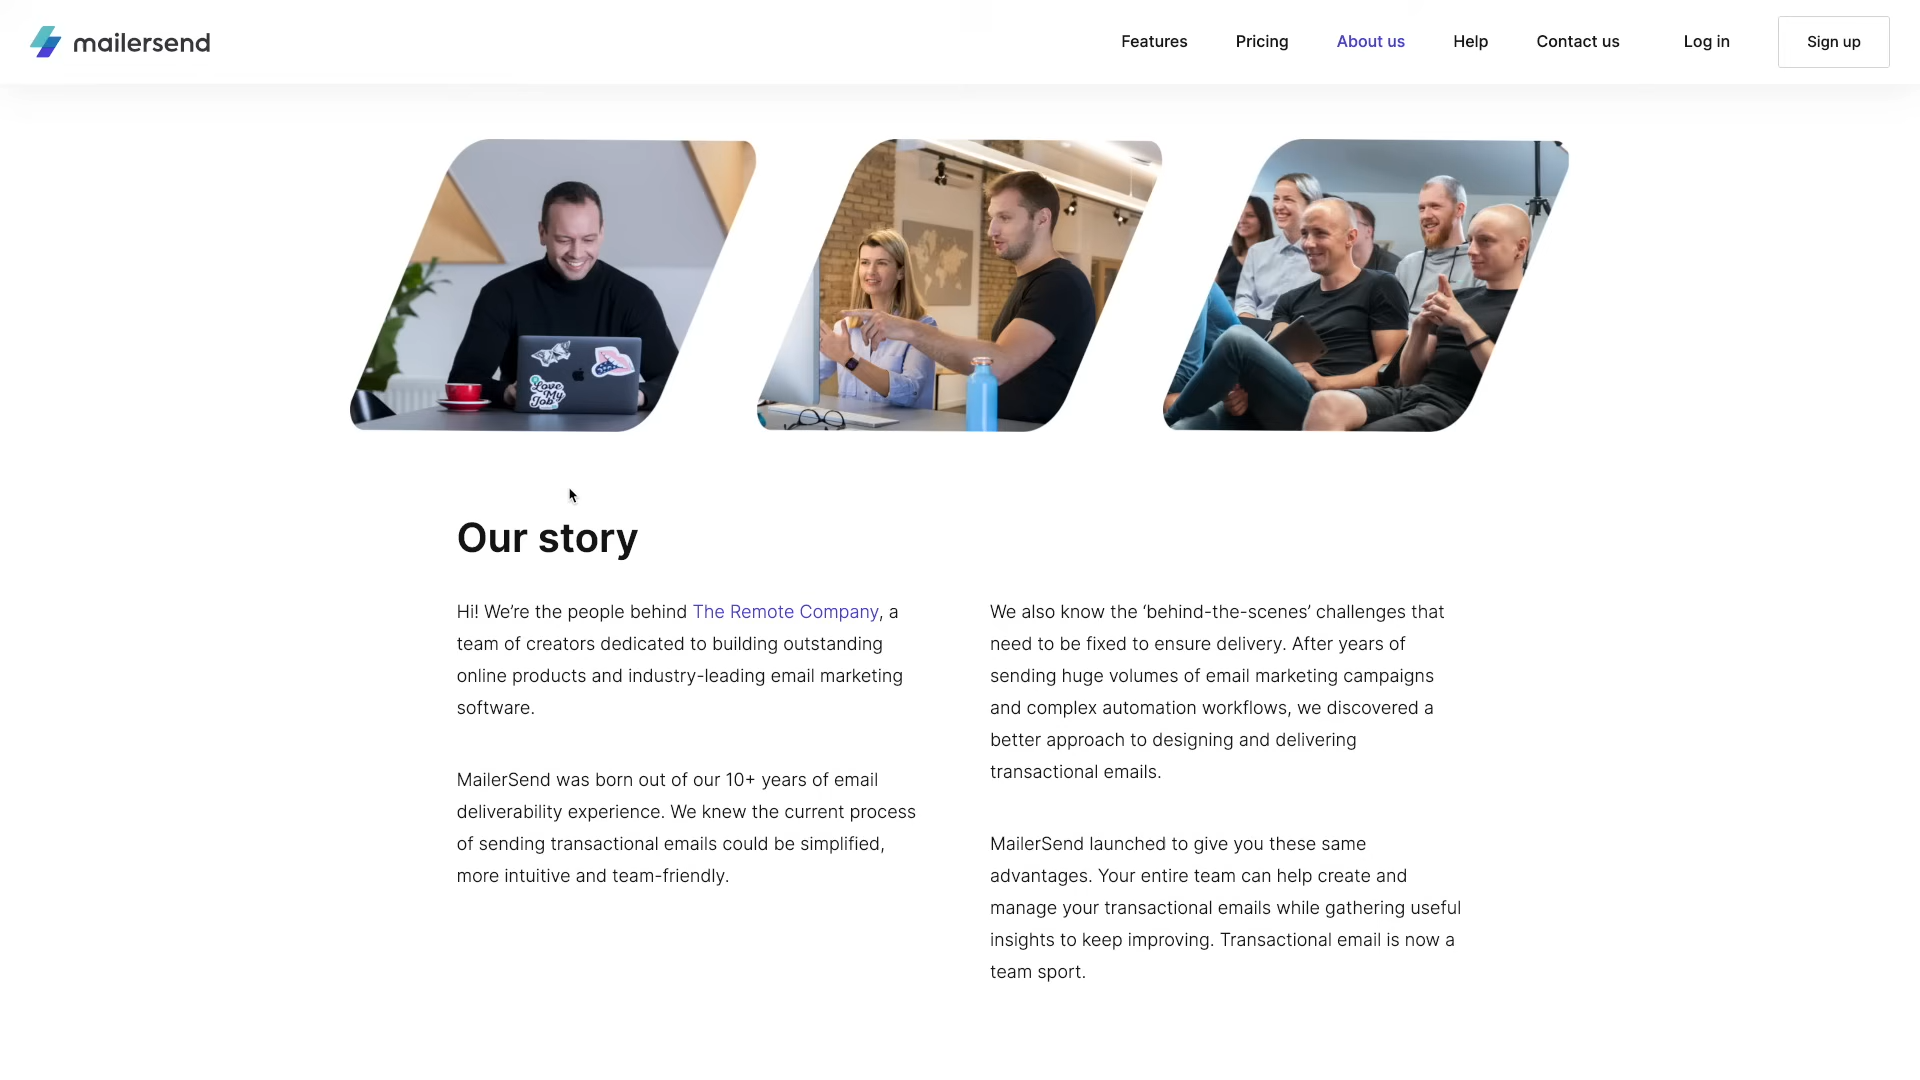 mailersend
Features
Pricing
About us
Help
Contact us
Log in
Sign up
Love
My
Job
Our story
Hi! We’re the people behind The Remote Company, a
team of creators dedicated to building outstanding
online products and industry-leading email marketing
software.
MailerSend was born out of our 10+ years of email
deliverability experience. We knew the current process
of sending transactional emails could be simplified,
more intuitive and team-friendly.
We also know the ‘behind-the-scenes’ challenges that
need to be fixed to ensure delivery. After years of
sending huge volumes of email marketing campaigns
and complex automation workflows, we discovered a
better approach to designing and delivering
transactional emails.
MailerSend launched to give you these same
advantages. Your entire team can help create and
manage your transactional emails while gathering useful
insights to keep improving. Transactional email is now a
team sport.